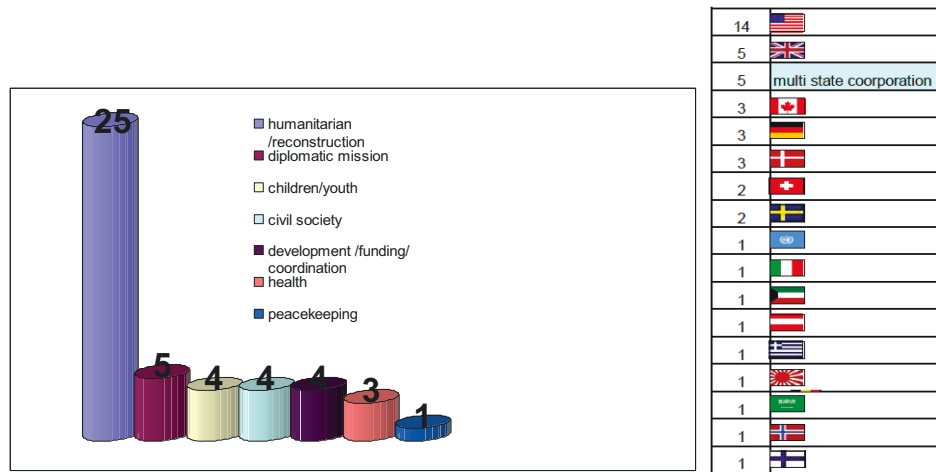 25
5
4
4
4
3
1
humanitarian
/reconstruction
diplomatic mission
children/youth
civil society
development /funding/
coordination
health
peacekeeping
14
5
5 multi state coorporation
3
3
3
2
2
1
1
1
1
1
1
1
1
1